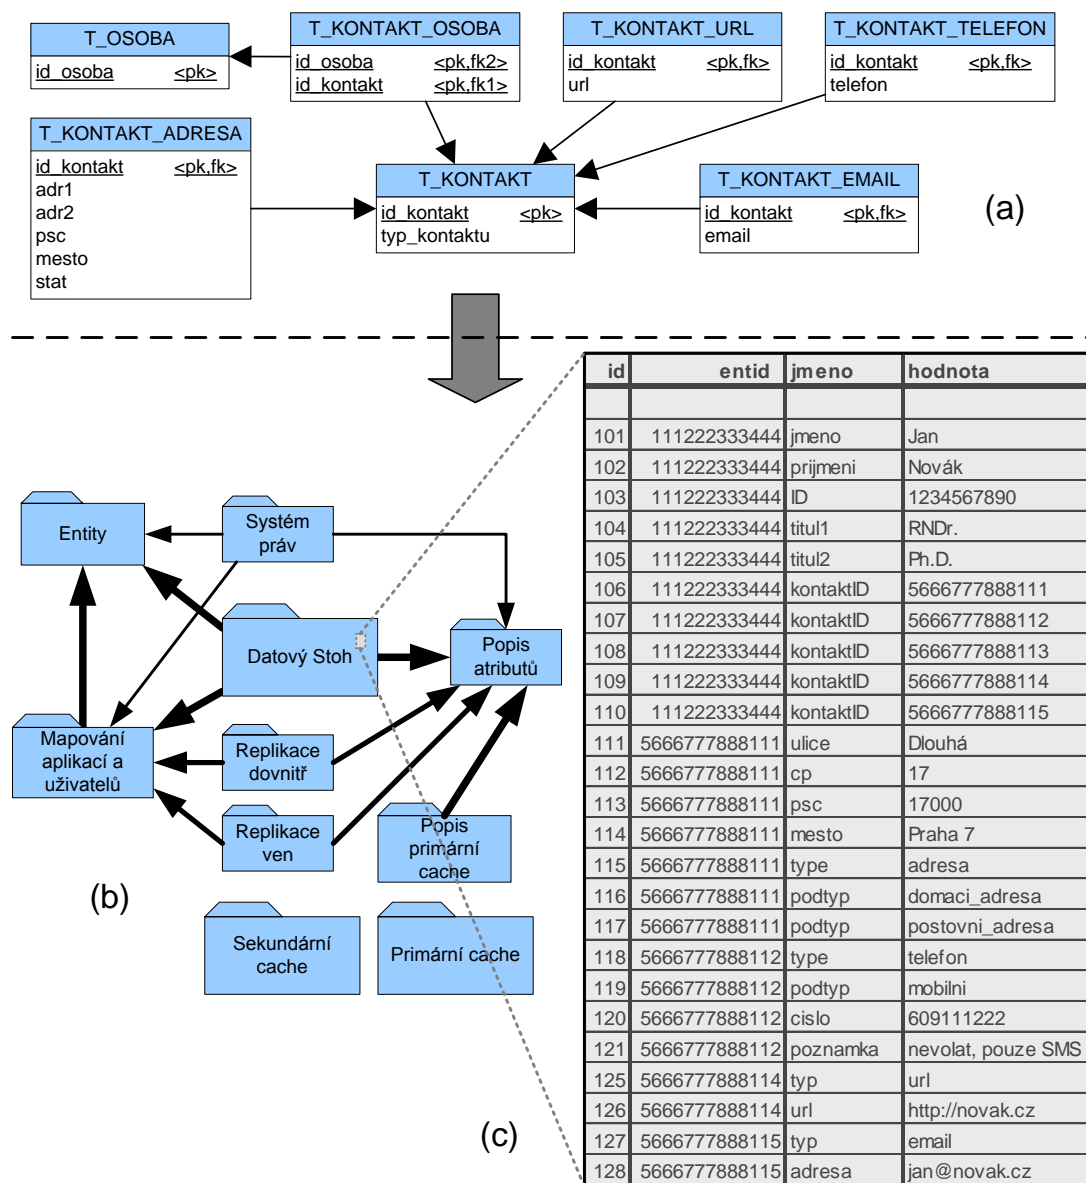 T_OSOBA
id_osoba <pk>
T_KONTAKT_OSOBA
id_osoba <pk,fk2>
id_kontakt <pk,fk1>
T_KONTAKT_URL
id_kontakt <pk,fk>
url
T_KONTAKT_TELEFON
id_kontakt <pk,fk>
telefon
T_KONTAKT_ADRESA
id_kontakt <pk,fk>
adr1
adr2
psc
mesto
stat
T_KONTAKT
id_kontakt <pk>
typ_kontaktu
T_KONTAKT_EMAIL
id_kontakt <pk,fk>
email
(a)
Entity
Systém
práv
Datový Stoh
Popis
atributů
Mapování
aplikací a
uživatelů
Replikace
dovnitř
Replikace
ven
Popis
primární
cache
(b)
Sekundární
cache
Primární cache
(c)
id entid jmeno hodnota
101 111222333444 jmeno Jan
102 111222333444 prijmeni Novák
103 111222333444 ID 1234567890
104 111222333444 titul1 RNDr.
105 111222333444 titul2 Ph.D.
106 111222333444 kontaktID 5666777888111
107 111222333444 kontaktID 5666777888112
108 111222333444 kontaktID 5666777888113
109 111222333444 kontaktID 5666777888114
110 111222333444 kontaktID 5666777888115
111 5666777888111 ulice Dlouhá
112 5666777888111 cp 17
113 5666777888111 psc 17000
114 5666777888111 mesto Praha 7
115 5666777888111 type adresa
116 5666777888111 podtyp domaci_adresa
117 5666777888111 podtyp postovni_adresa
118 5666777888112 type telefon
119 5666777888112 podtyp mobilni
120 5666777888112 cislo 609111222
121 5666777888112 poznamka nevolat, pouze SMS
125 5666777888114 typ url
126 5666777888114 url http://novak.cz
127 5666777888115 typ email
128 5666777888115 adresa jan@novak.cz